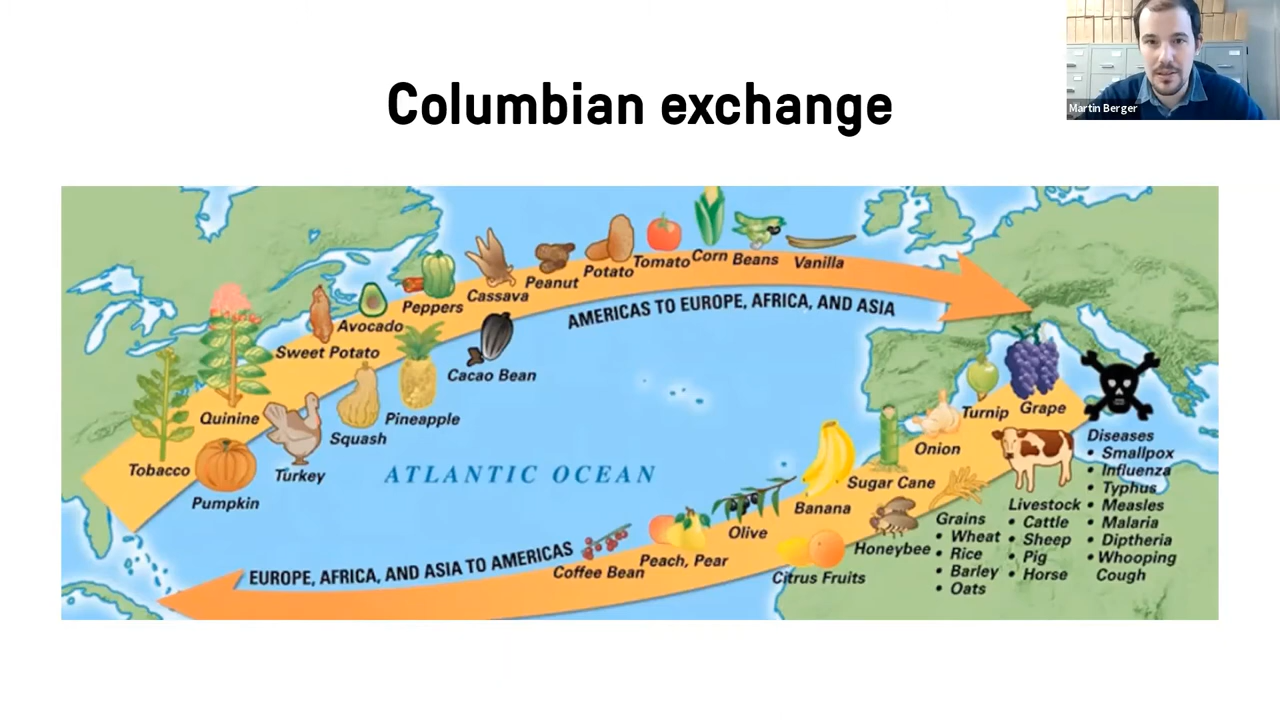 Columbian exchange
Martin Berger
Tobacco
Quinine
Sweet Potato
Avocado
Peppers
Cassava
Peanut
Potato
Tomato
Corn
Beans
Vanilla
AMERICAS TO EUROPE, AFRICA, AND ASIA
Pumpkin
Turkey
Squash
Pineapple
Cacao Bean
ATLANTIC OCEAN
EUROPE, AFRICA, AND ASIA TO AMERICAS
Coffee Bean
Peach, Pear
Olive
Citrus Fruits
Banana
Sugar Cane
Honeybee
Onion
Turnip
Grape
Grains
• Wheat
• Rice
• Barley
• Oats
Livestock
• Cattle
• Sheep
• Pig
• Horse
Diseases
• Smallpox
• Influenza
• Typhus
• Measles
• Malaria
• Diptheria
• Whooping
Cough